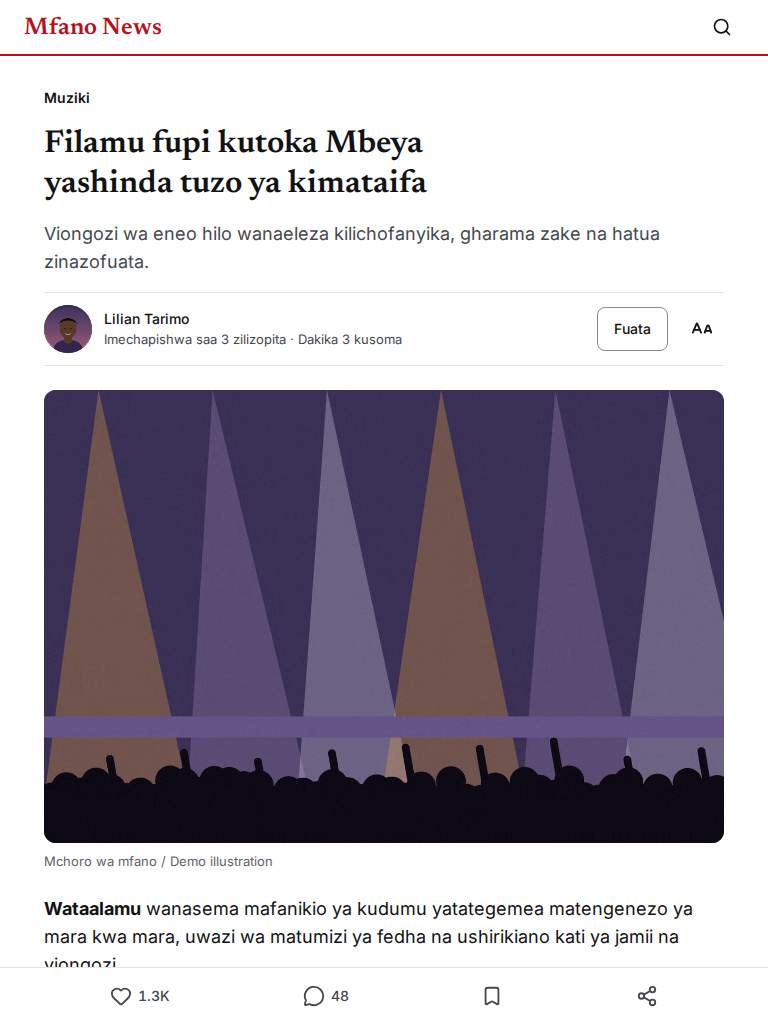 Mfano News
Muziki
Filamu fupi kutoka Mbeya
yashinda tuzo ya kimataifa
Viongozi wa eneo hilo wanaeleza kilichofanyika, gharama zake na hatua
zinazofuata.
Lilian Tarimo
Imechapishwa saa 3 zilizopita · Dakika 3 kusoma
Fuata
AA
Mchoro wa mfano / Demo illustration
Wataalamu wanasema mafanikio ya kudumu yatategemea matengenezo ya
mara kwa mara, uwazi wa matumizi ya fedha na ushirikiano kati ya jamii na
viongozi.
1.3K
48